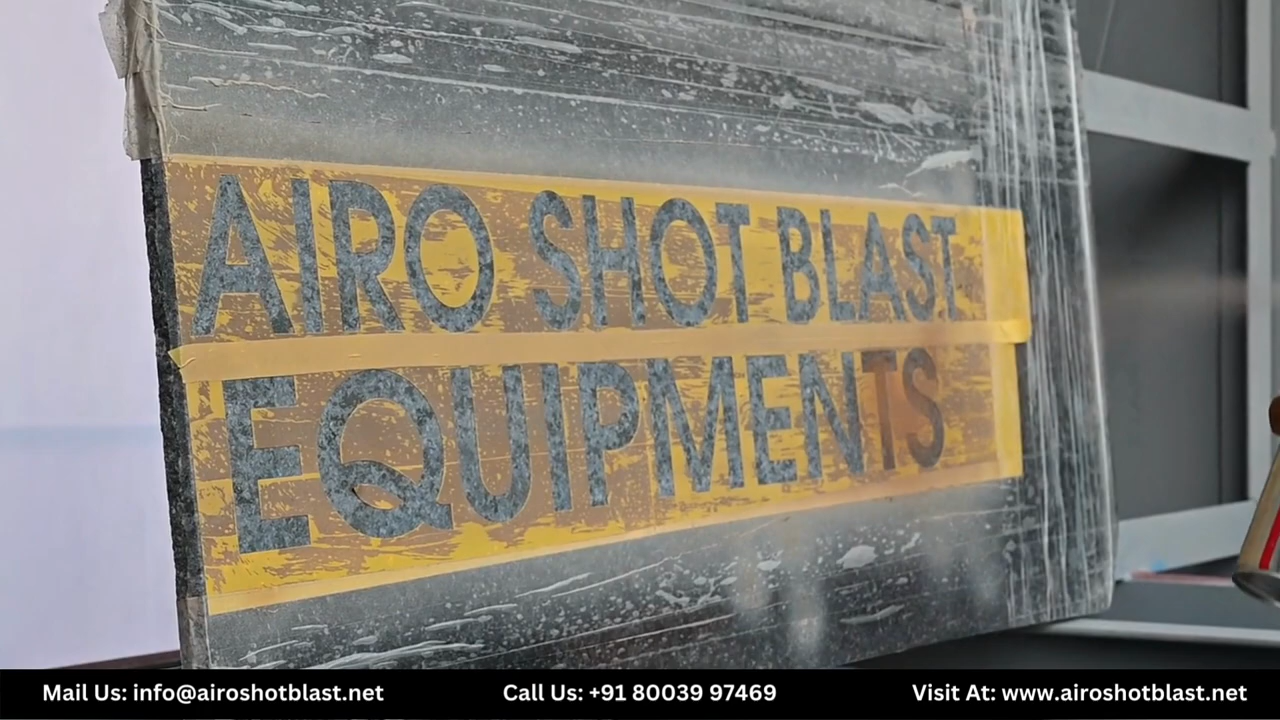 AIRO SHOT BLAST
EQUIPMENTS
Mail Us: info@airoshotblast.net
Call Us: +91 80039 97469
Visit At: www.airoshotblast.net